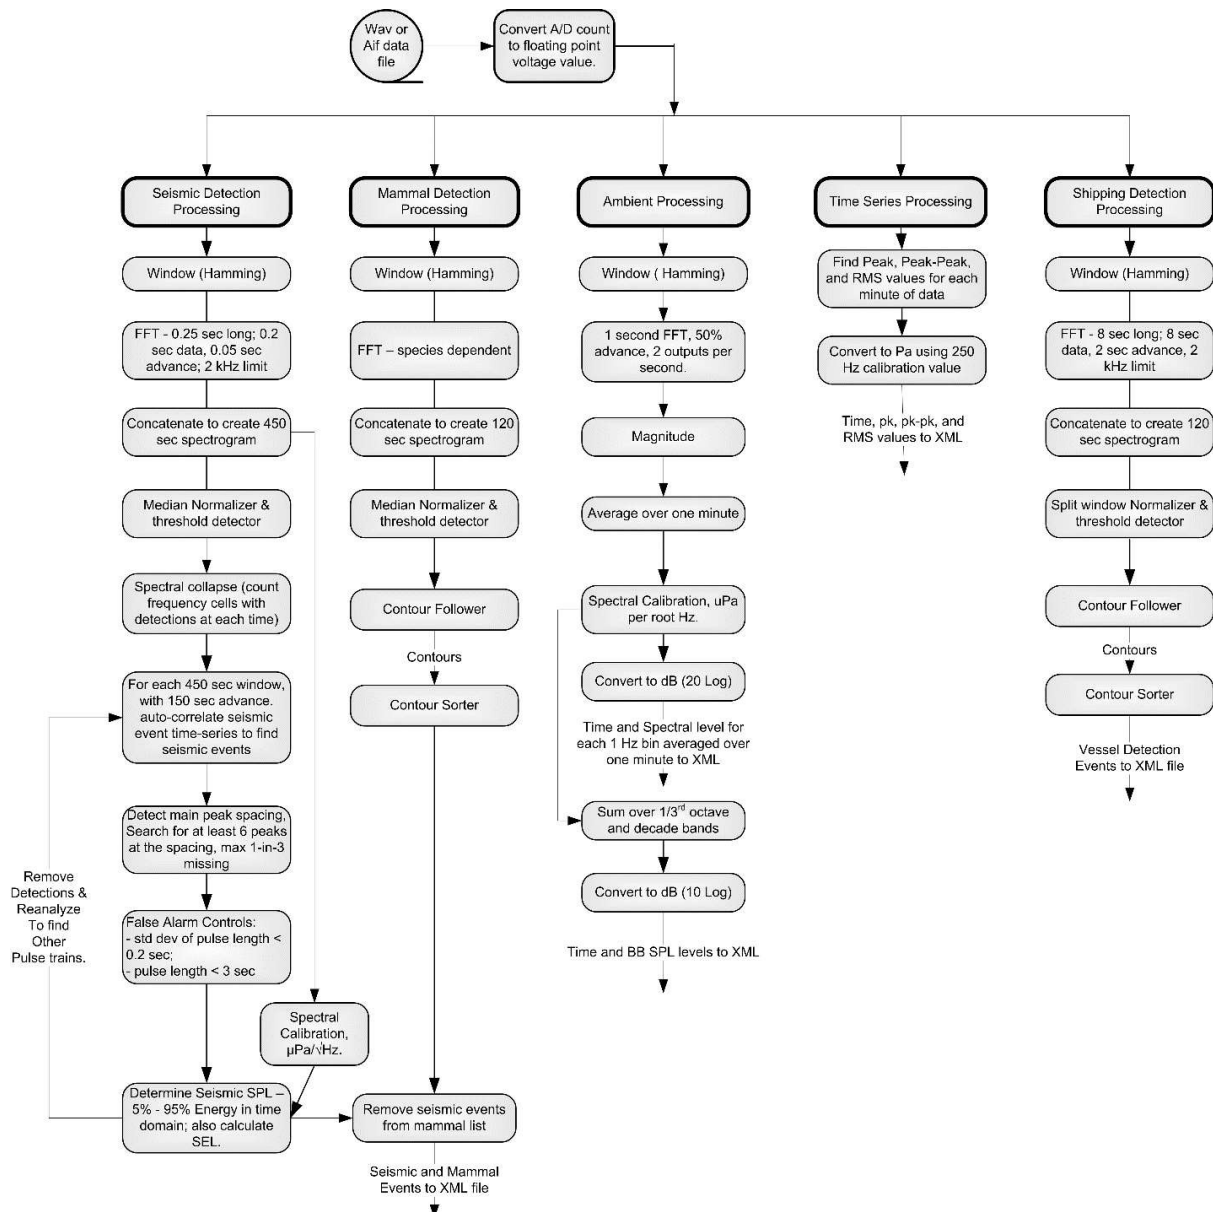 Wav or
Aif data
file
Convert A/D count
to floating point
voltage value.
Seismic Detection
Processing
Window (Hamming)
FFT - 0.25 sec long; 0.2
sec data, 0.05 sec
advance; 2 kHz limit
Concatenate to create 450
sec spectrogram
Median Normalizer &
threshold detector
Spectral collapse (count
frequency cells with
detections at each time)
For each 450 sec window,
with 150 sec advance.
auto-correlate seismic
event time-series to find
seismic events
Detect main peak spacing,
Search for at least 6 peaks
at the spacing, max 1-in-3
missing
False Alarm Controls:
- std dev of pulse length <
0.2 sec;
- pulse length < 3 sec
Remove
Detections &
Reanalyze
To find
Other
Pulse trains.
Spectral
Calibration,
µPa/√Hz.
Determine Seismic SPL –
5% - 95% Energy in time
domain; also calculate
SEL.
Mammal Detection
Processing
Window (Hamming)
FFT – species dependent
Concatenate to create 120
sec spectrogram
Median Normalizer &
threshold detector
Contour Follower
Contours
Contour Sorter
Remove seismic events
from mammal list
Seismic and Mammal
Events to XML file
Ambient Processing
Window ( Hamming)
1 second FFT, 50%
advance, 2 outputs per
second.
Magnitude
Average over one minute
Spectral Calibration, uPa
per root Hz.
Convert to dB (20 Log)
Time and Spectral level for
each 1 Hz bin averaged over
one minute to XML
Sum over 1/3rd octave
and decade bands
Convert to dB (10 Log)
Time and BB SPL levels to XML
Time Series Processing
Find Peak, Peak-Peak,
and RMS values for each
minute of data
Convert to Pa using 250
Hz calibration value
Time, pk, pk-pk, and
RMS values to XML
Shipping Detection
Processing
Window (Hamming)
FFT - 8 sec long; 8 sec
data, 2 sec advance, 2
kHz limit
Concatenate to create 120
sec spectrogram
Split window Normalizer &
threshold detector
Contour Follower
Contours
Contour Sorter
Vessel Detection
Events to XML file